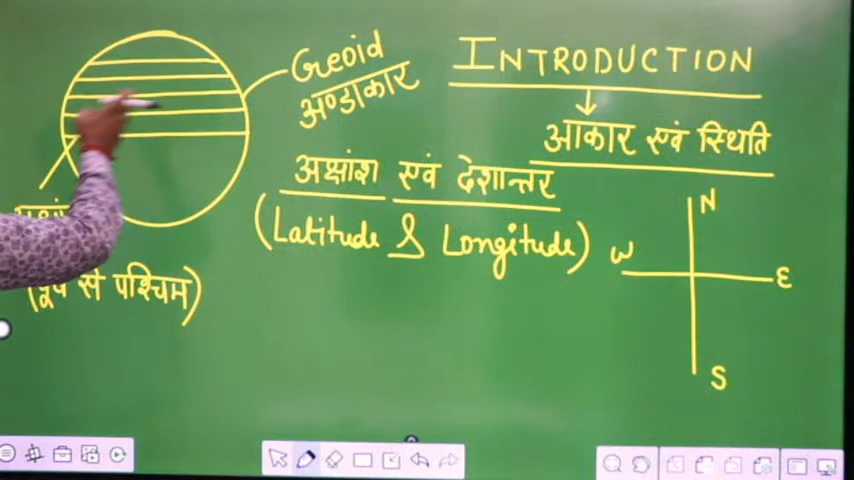 INTRODUCTION
Geoid
अण्डाकार
आकार एवं स्थिति
अक्षांश एवं देशान्तर
(Latitude & Longitude)
N
W
E
S
से पश्चिम)